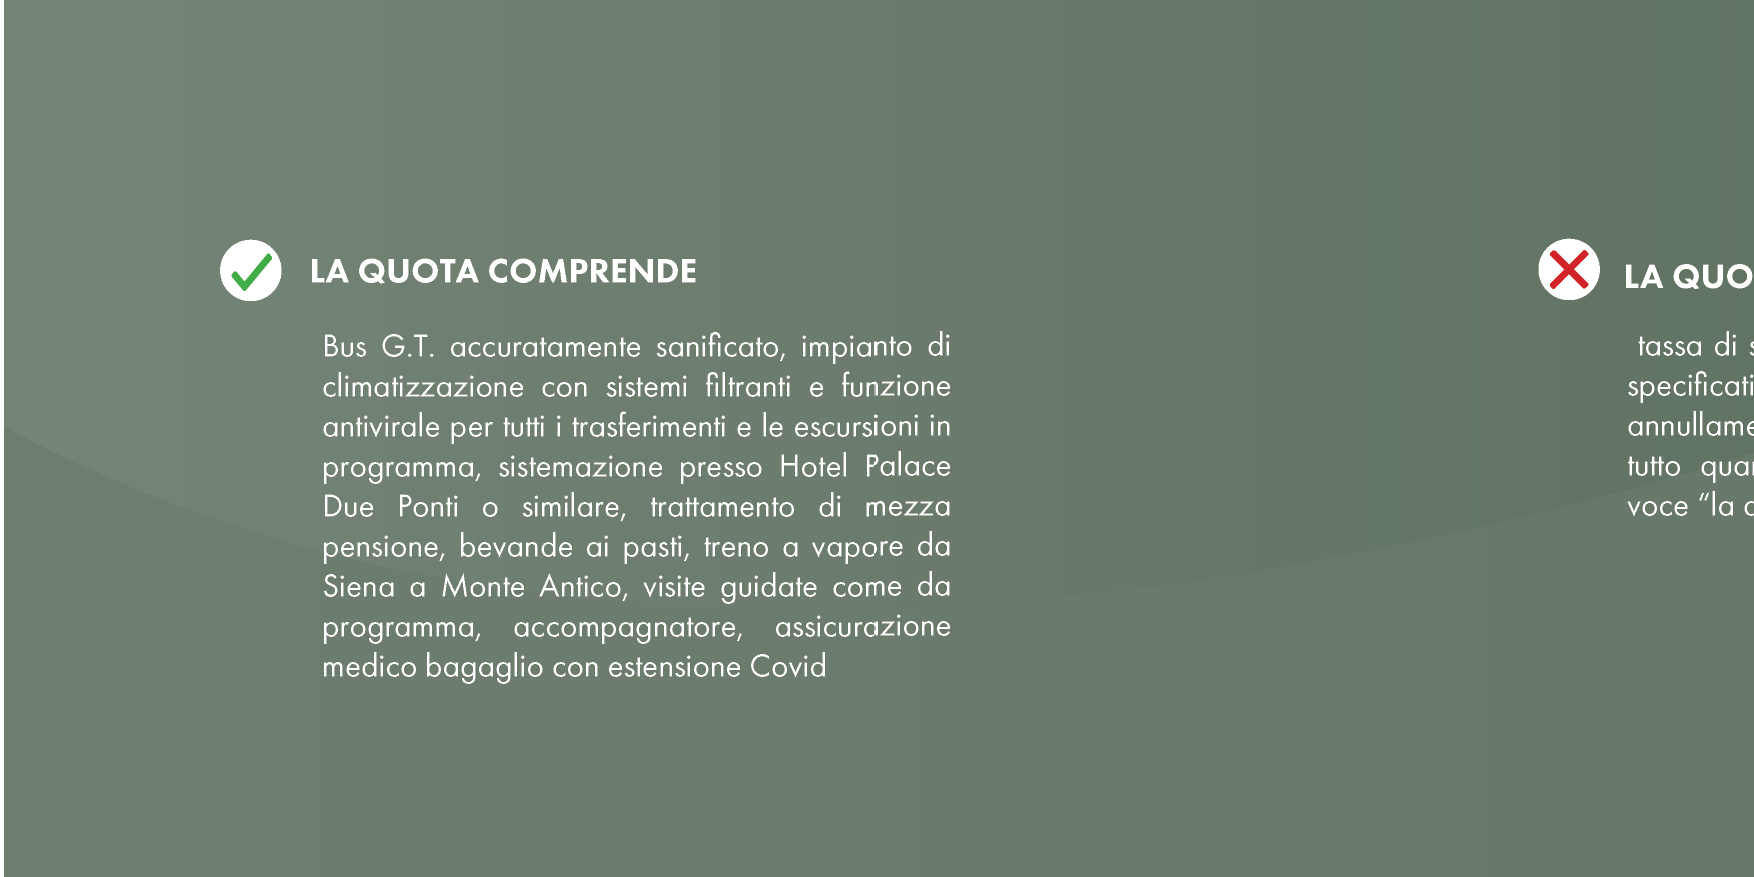 LA QUOTA COMPRENDE
Bus G.T. accuratamente sanificato, impianto di
climatizzazione con sistemi filtranti e funzione
antivirale per tutti i trasferimenti e le escursioni in
programma, sistemazione presso Hotel Palace
Due Ponti o similare, trattamento di mezza
pensione, bevande ai pasti, treno a vapore da
Siena a Monte Antico, visite guidate come da
programma, accompagnatore, assicurazione
medico bagaglio con estensione Covid
LA
tassa di
tutto
voce “la